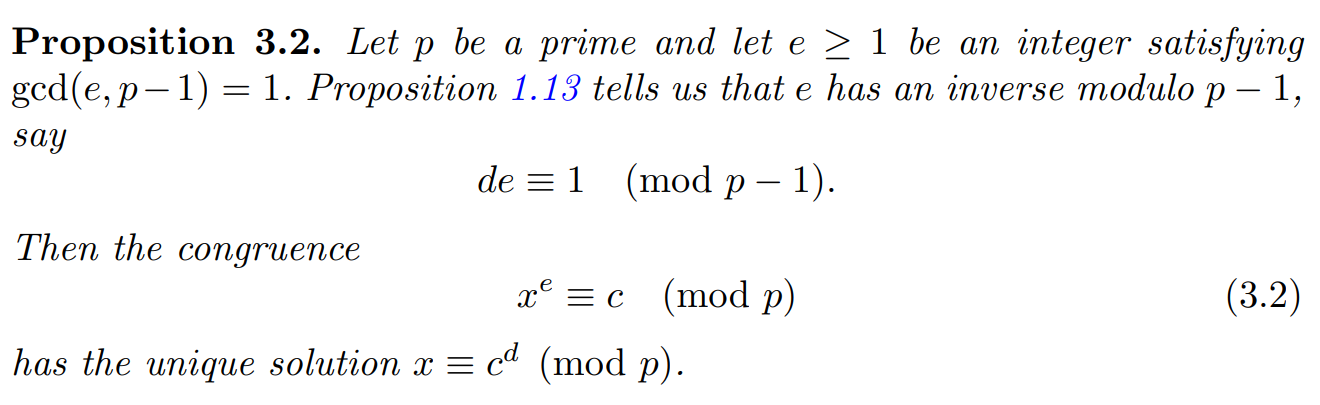 Proposition 3.2. Let p be a prime and let e ≥ 1 be an integer satisfying
gcd(e, p − 1) = 1. Proposition 1.13 tells us that e has an inverse modulo p − 1,
say
de ≡ 1 (mod p − 1).
Then the congruence
xᵉ ≡ c (mod p) (3.2)
has the unique solution x ≡ cᵈ (mod p).